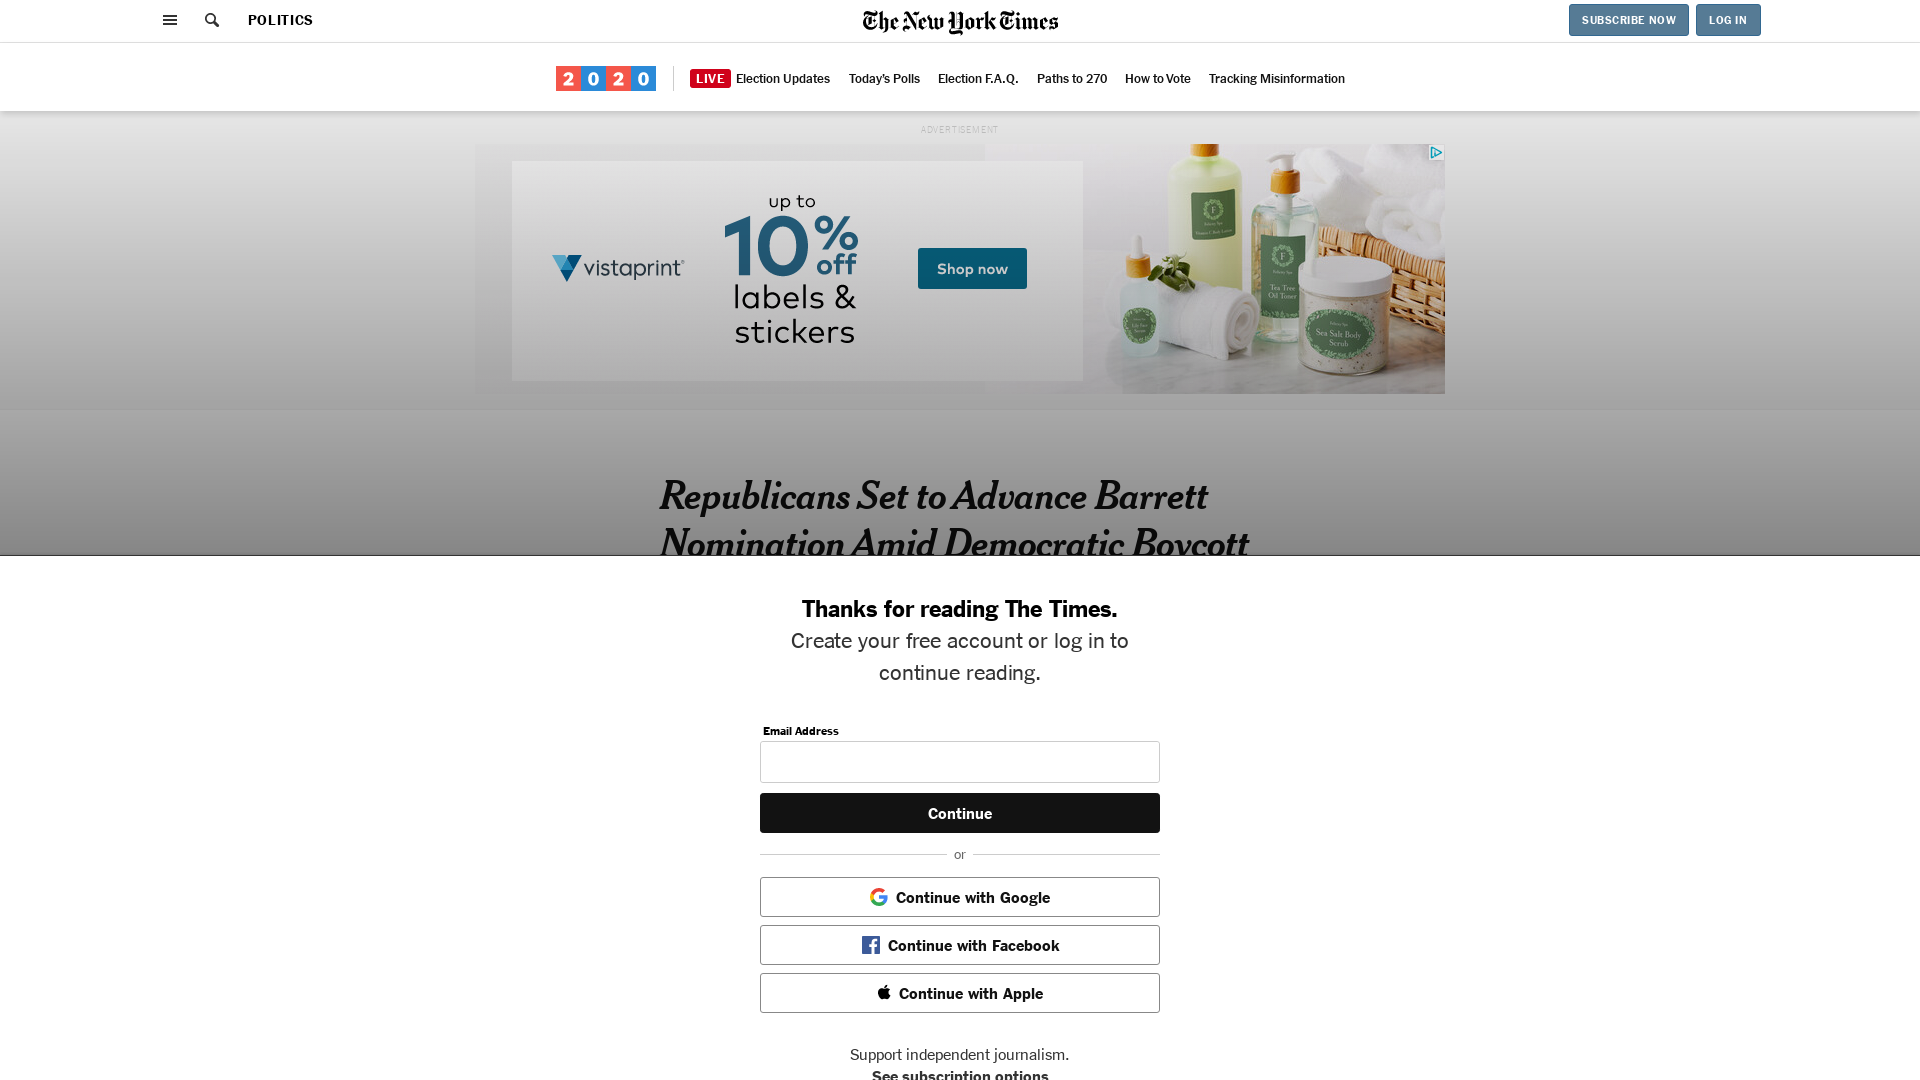 POLITICS
The New York Times
SUBSCRIBE NOW
LOG IN
2020
LIVE Election Updates
Today's Polls
Election F.A.Q.
Paths to 270
How to Vote
Tracking Misinformation
ADVERTISEMENT
vistaprint
up to
10% off
labels &
stickers
Shop now
Tea Tree
Oil Toner
Sea Salt Body
Scrub
Republicans Set to Advance Barrett
Nomination Amid Democratic Boycott
Thanks for reading The Times.
Create your free account or log in to
continue reading.
Email Address
Continue
or
Continue with Google
Continue with Facebook
Continue with Apple
Support independent journalism.
See subscription options